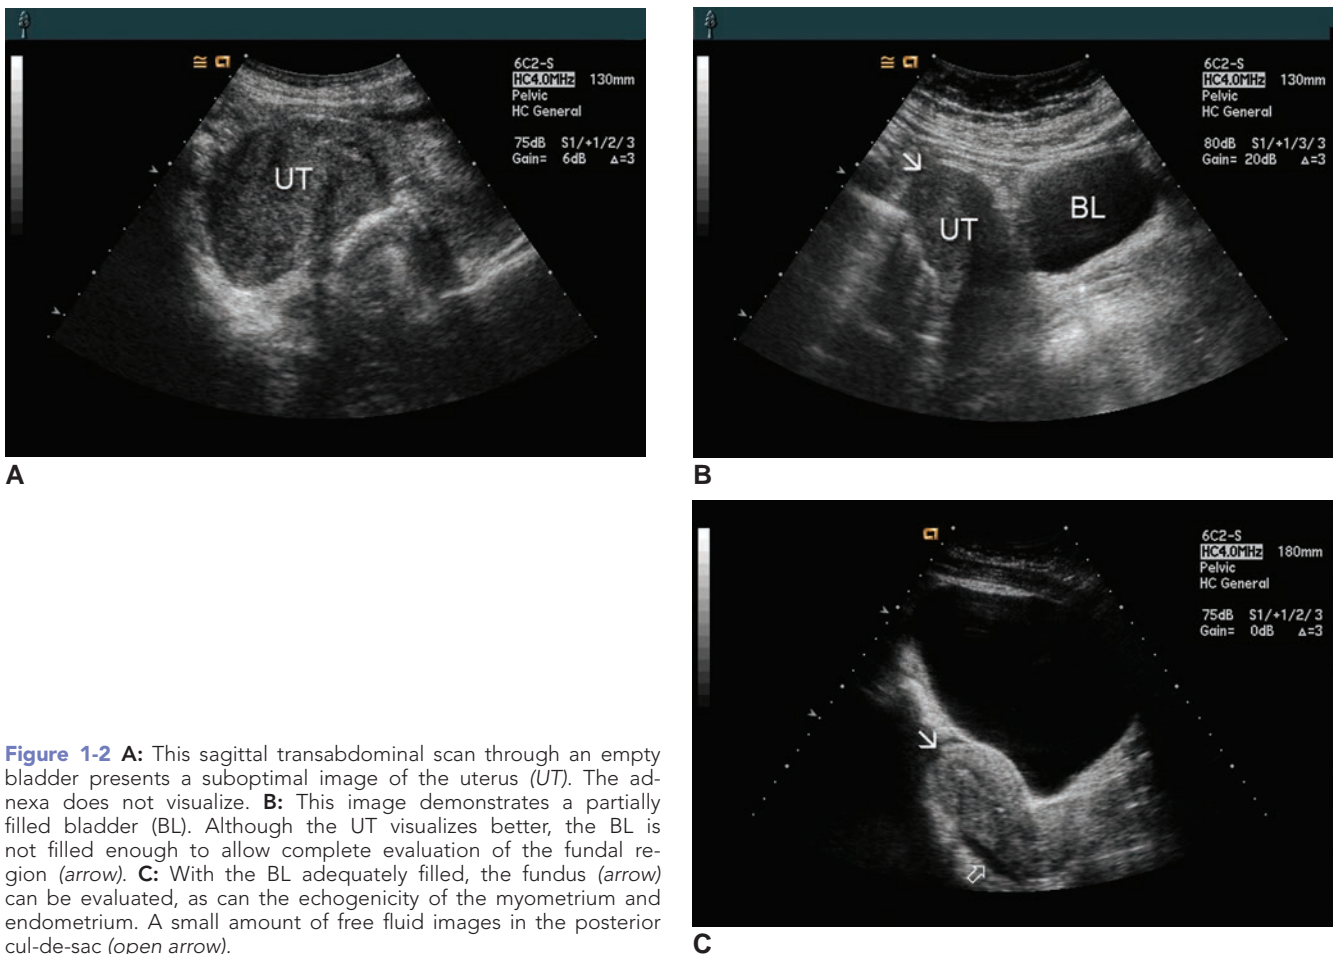 6C2-S
HC4.0MHz 130mm
Pelvic
HC General
75dB S1/+1/2/3
Gain= 6dB Δ=3
UT
A
6C2-S
HC4.0MHz 130mm
Pelvic
HC General
80dB S1/+1/3/3
Gain= 20dB Δ=3
UT
BL
B
6C2-S
HC4.0MHz 180mm
Pelvic
HC General
75dB S1/+1/2/3
Gain= 0dB Δ=3
C
Figure 1-2 A: This sagittal transabdominal scan through an empty
bladder presents a suboptimal image of the uterus (UT). The ad-
nexa does not visualize. B: This image demonstrates a partially
filled bladder (BL). Although the UT visualizes better, the BL is
not filled enough to allow complete evaluation of the fundal re-
gion (arrow). C: With the BL adequately filled, the fundus (arrow)
can be evaluated, as can the echogenicity of the myometrium and
endometrium. A small amount of free fluid images in the posterior
cul-de-sac (open arrow).